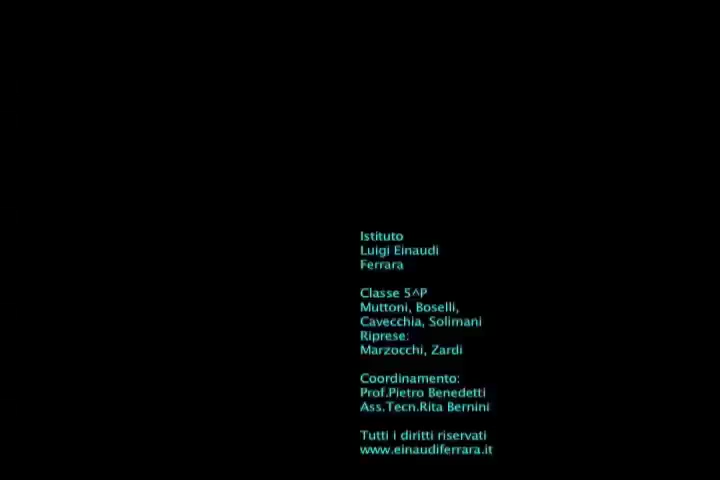 Istituto
Luigi Einaudi
Ferrara
Classe 5^P
Muttoni, Boselli,
Cavecchia, Solimani
Riprese:
Marzocchi, Zardi
Coordinamento:
Prof.Pietro Benedetti
Ass.Tecn.Rita Bernini
Tutti i diritti riservati
www.einaudiferrara.it